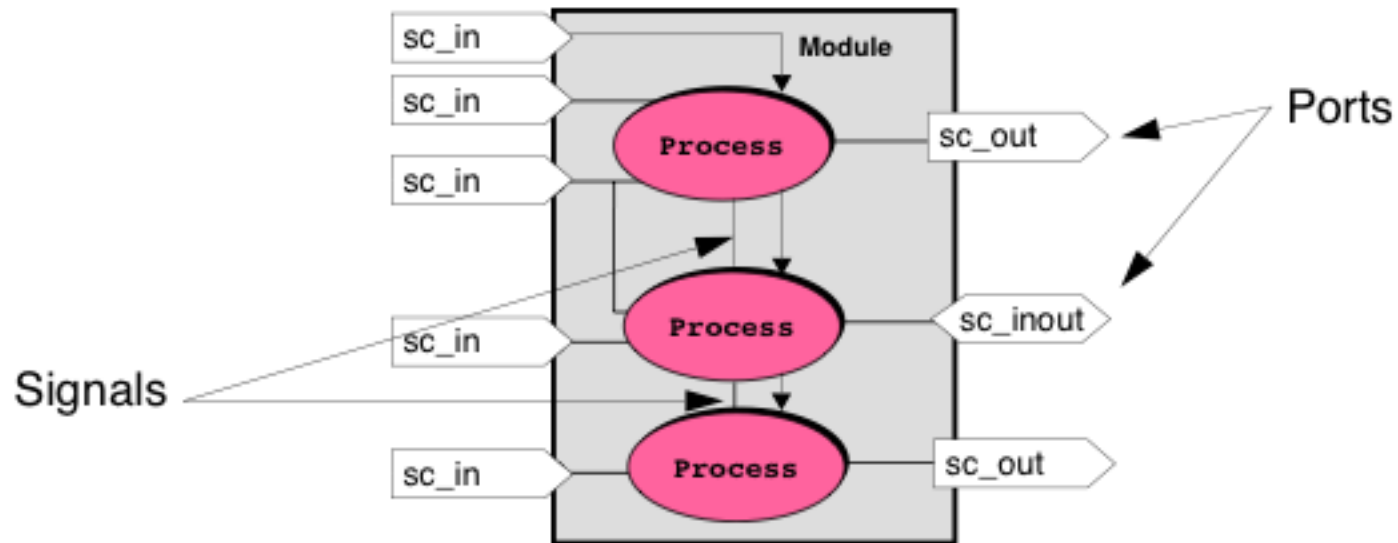 sc_in
Module
sc_in
Ports
Process
sc_out
sc_in
Process
sc_inout
sc_in
Signals
Process
sc_out
sc_in